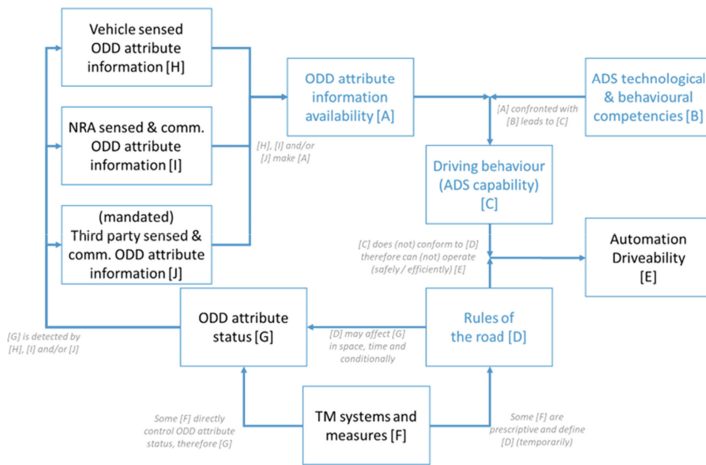 Vehicle sensed
ODD attribute
information [H]
NRA sensed & comm.
ODD attribute
information [I]
(mandated)
Third party sensed &
comm. ODD attribute
information [J]
[H], [I] and/or
[J] make [A]
ODD attribute
information
availability [A]
[A] confronted with
[B] leads to [C]
ADS technological
& behavioural
competencies [B]
Driving behaviour
(ADS capability)
[C]
[C] does (not) conform to [D]
therefore can (not) operate
(safely / efficiently) [E]
Automation
Driveability
[E]
[G] is detected by
[H], [I] and/or [J]
ODD attribute
status [G]
[D] may affect [G]
in space, time and
conditionally
Rules of
the road [D]
Some [F] directly
control ODD attribute
status, therefore [G]
TM systems and
measures [F]
Some [F] are
prescriptive and define
[D] (temporarily)